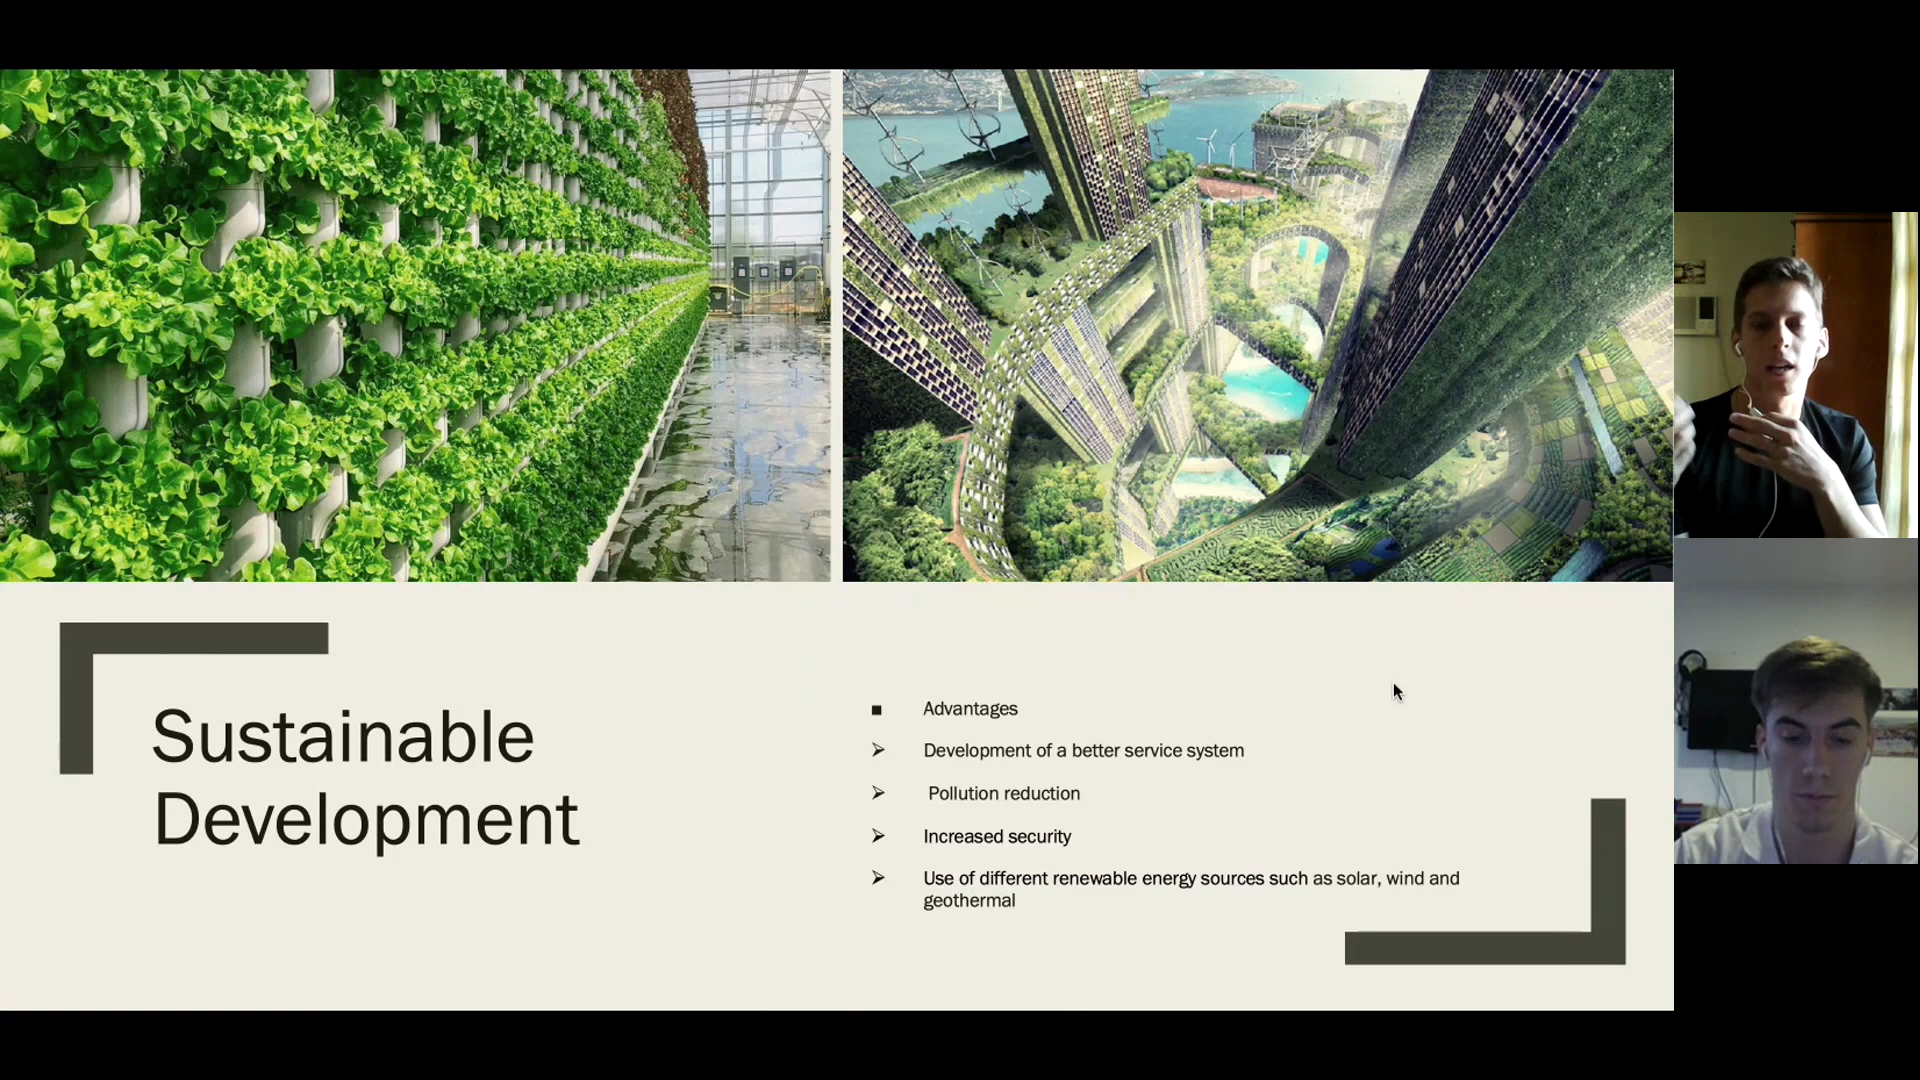 Sustainable
Development
■ Advantages
➢ Development of a better service system
➢ Pollution reduction
➢ Increased security
➢ Use of different renewable energy sources such as solar, wind and
geothermal